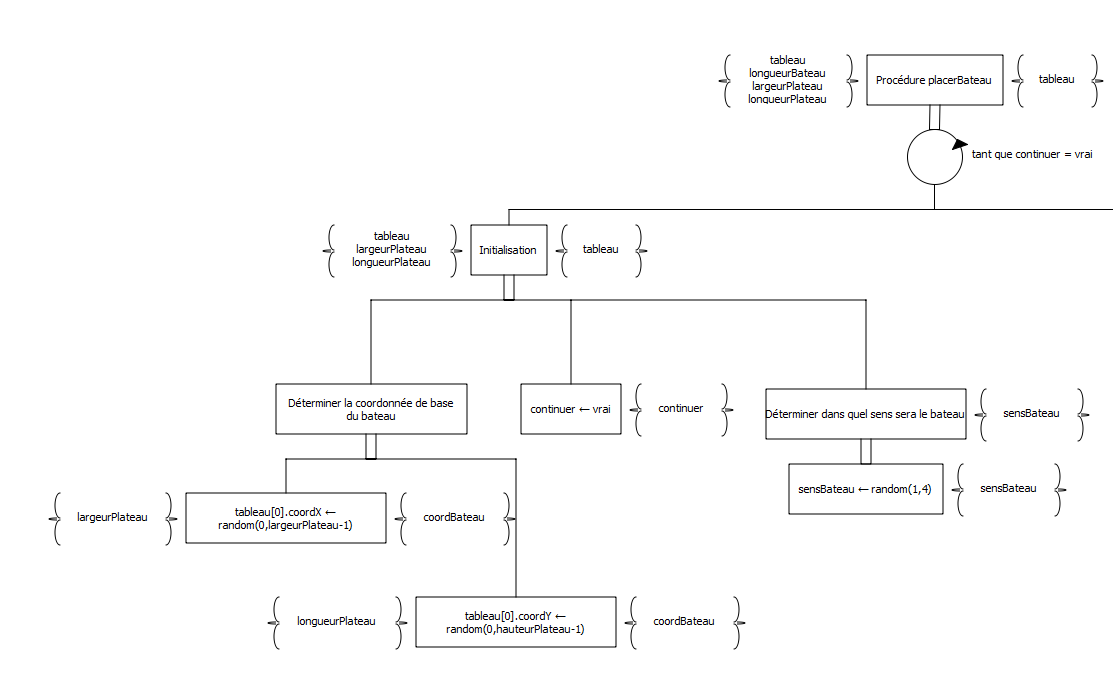 tableau
longueurBateau
largeurPlateau
longueurPlateau
Procédure placerBateau
tableau
tant que continuer = vrai
tableau
largeurPlateau
longueurPlateau
Initialisation
tableau
Déterminer la coordonnée de base
du bateau
continuer ← vrai
continuer
Déterminer dans quel sens sera le bateau
sensBateau
sensBateau ← random(1,4)
sensBateau
largeurPlateau
tableau[0].coordX ←
random(0,largeurPlateau-1)
coordBateau
longueurPlateau
tableau[0].coordY ←
random(0,hauteurPlateau-1)
coordBateau